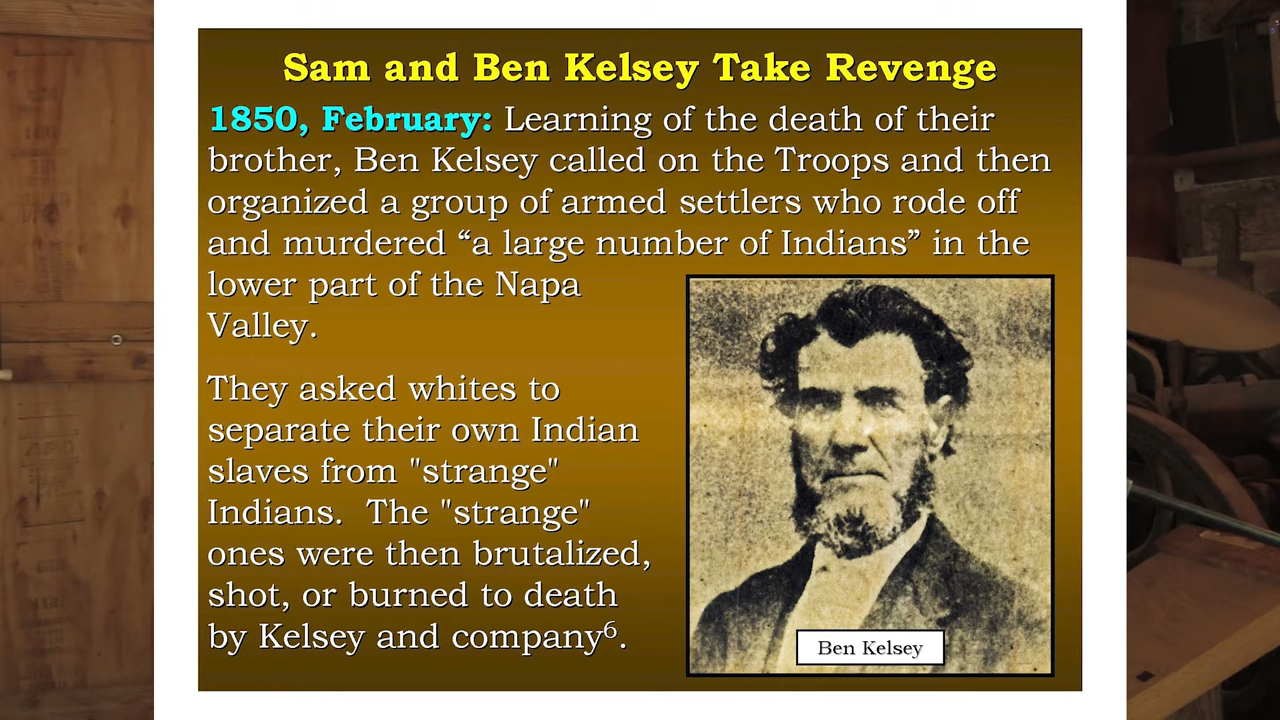 Sam and Ben Kelsey Take Revenge
1850, February: Learning of the death of their
brother, Ben Kelsey called on the Troops and then
organized a group of armed settlers who rode off
and murdered “a large number of Indians” in the
lower part of the Napa
Valley.
They asked whites to
separate their own Indian
slaves from "strange"
Indians.  The "strange"
ones were then brutalized,
shot, or burned to death
by Kelsey and company⁶.
Ben Kelsey